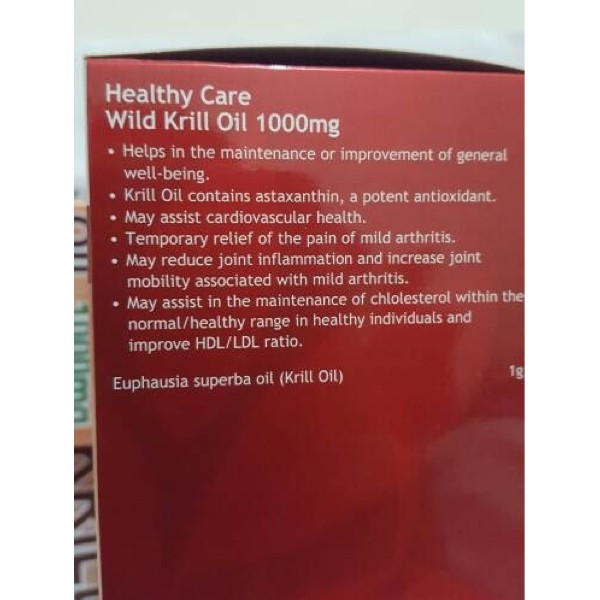 Healthy Care
Wild Krill Oil 1000mg
• Helps in the maintenance or improvement of general
well-being.
• Krill Oil contains astaxanthin, a potent antioxidant.
• May assist cardiovascular health.
• Temporary relief of the pain of mild arthritis.
• May reduce joint inflammation and increase joint
mobility associated with mild arthritis.
• May assist in the maintenance of chlolesterol within the
normal/healthy range in healthy individuals and
improve HDL/LDL ratio.
Euphausia superba oil (Krill Oil) 1g